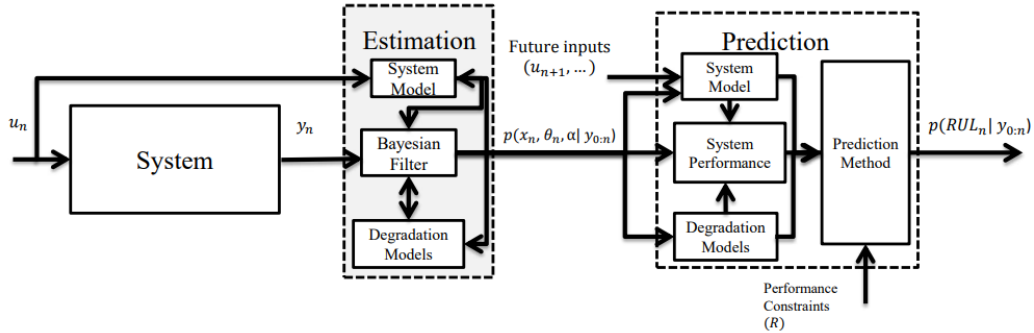 Estimation
System
Model
Bayesian
Filter
Degradation
Models
u_n
System
y_n
Future inputs
(u_{n+1}, …)
p(x_n, θ_n, α| y_{0:n})
Prediction
System
Model
System
Performance
Degradation
Models
Prediction
Method
p(RUL_n| y_{0:n})
Performance
Constraints
(R)